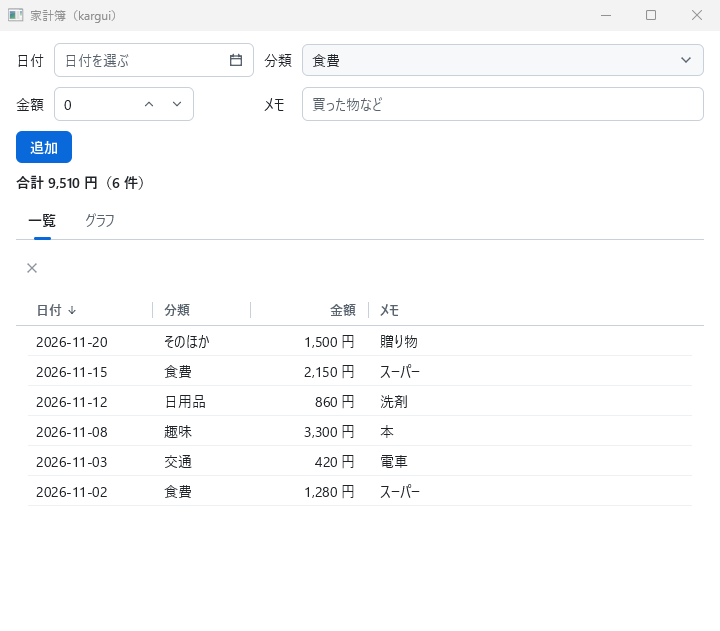 家計簿（kargui）
日付 日付を選ぶ 分類 食費
金額 0 メモ 買った物など
追加
合計 9,510 円（6 件）
一覧 グラフ
日付 ↓ 分類 金額 メモ
2026-11-20 そのほか 1,500 円 贈り物
2026-11-15 食費 2,150 円 スーパー
2026-11-12 日用品 860 円 洗剤
2026-11-08 趣味 3,300 円 本
2026-11-03 交通 420 円 電車
2026-11-02 食費 1,280 円 スーパー